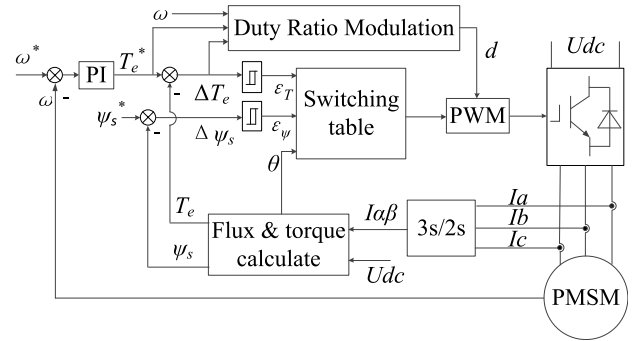 ω
Duty Ratio Modulation
Udc
ω*
PI
Te*
d
ΔTe
εT
Switching
table
PWM
ω
-
-
ψs*
-
Δψs
εψ
θ
Te
Flux & torque
calculate
Iαβ
3s/2s
Ia
Ib
Ic
ψs
Udc
PMSM